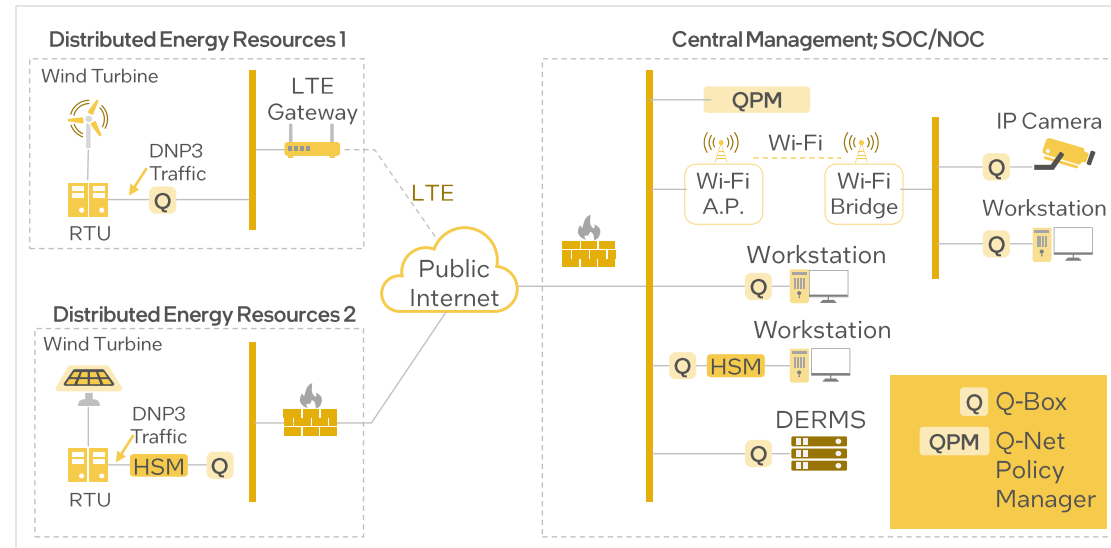 Distributed Energy Resources 1
Wind Turbine
LTE
Gateway
DNP3
Traffic
Q
RTU
LTE
Public
Internet
Distributed Energy Resources 2
Wind Turbine
DNP3
Traffic
HSM
Q
RTU
Central Management; SOC/NOC
QPM
Wi-Fi
Wi-Fi
A.P.
Wi-Fi
Bridge
IP Camera
Q
Workstation
Q
Workstation
Q
Workstation
Q
HSM
DERMS
Q
Q
Q-Box
QPM
Q-Net
Policy
Manager